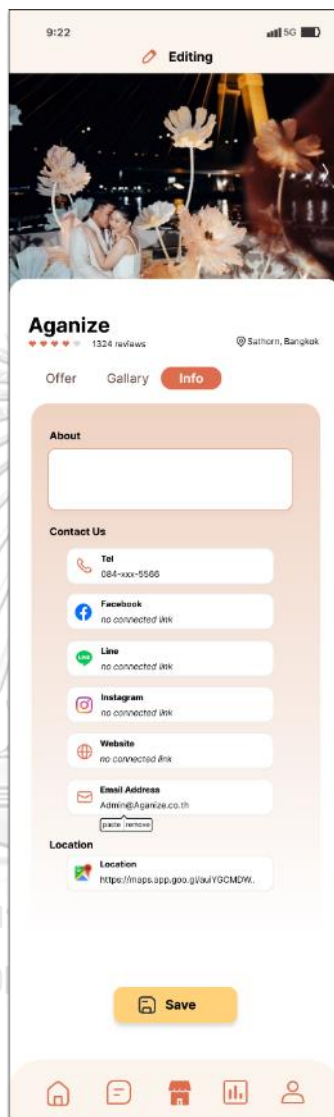 9:22
5G
Editing
Aganize
1324 reviews
Sathorn, Bangkok
Offer
Gallary
Info
About
Contact Us
Tel
084-xxx-5566
Facebook
no connected link
LINE
Line
no connected link
Instagram
no connected link
Website
no connected link
Email Address
Admin@Aganize.co.th
paste remove
Location
Location
https://maps.app.goo.gl/auiYGCMDW..
Save